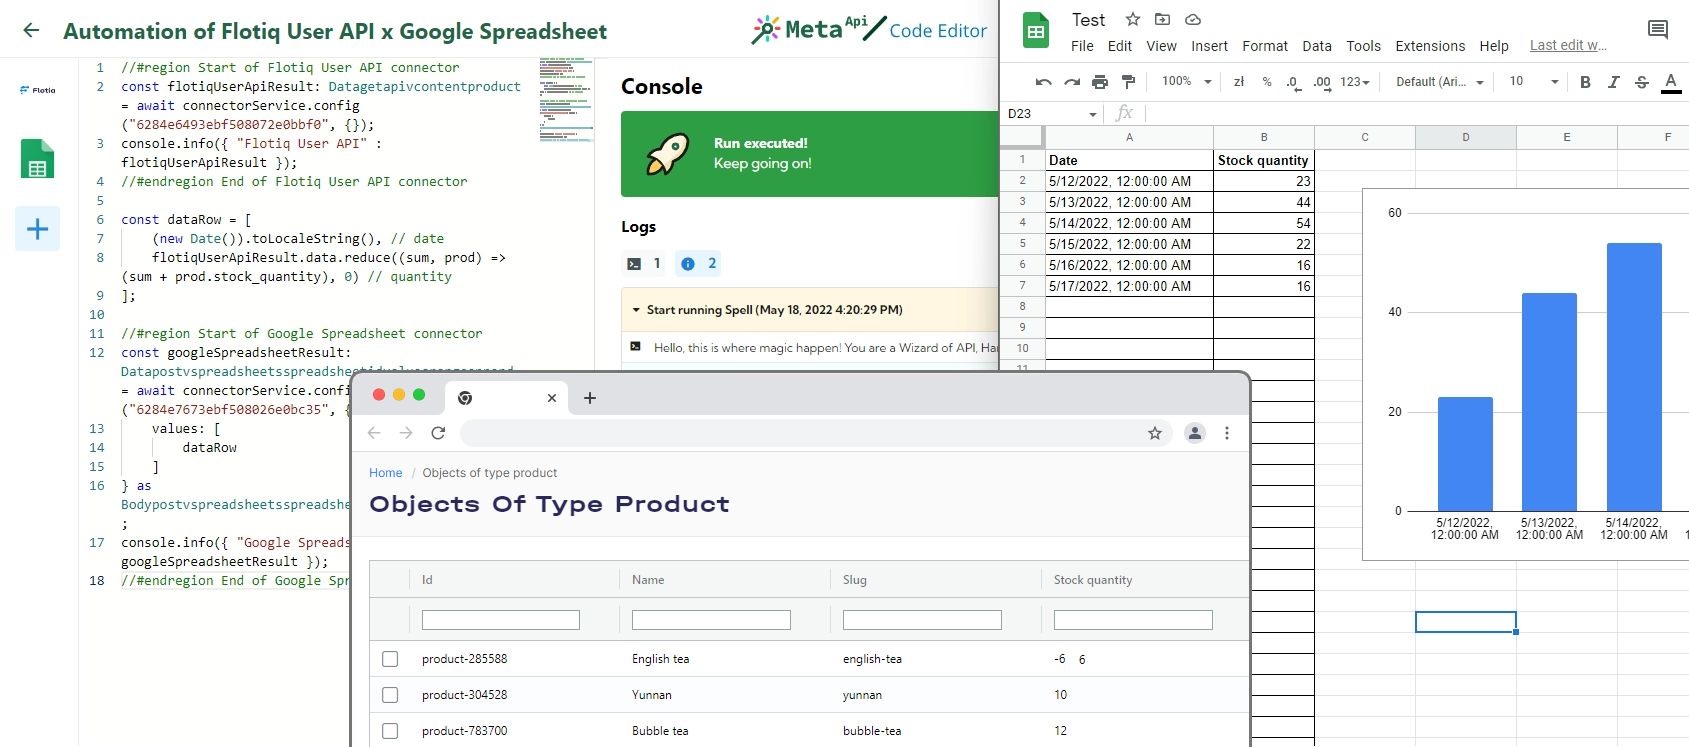 Automation of Flotiq User API x Google Spreadsheet
MetaApi Code Editor
Flotiq
1 //#region Start of Flotiq User API connector
2 const flotiqUserApiResult: Datagetapivcontentproduct
= await connectorService.config
("6284e6493ebf508072e0bbf0", {});
3 console.info({ "Flotiq User API" :
flotiqUserApiResult });
4 //#endregion End of Flotiq User API connector
5
6 const dataRow = [
7 (new Date()).toLocaleString(), // date
8 flotiqUserApiResult.data.reduce((sum, prod) =>
(sum + prod.stock_quantity), 0) // quantity
9 ];
10
11 //#region Start of Google Spreadsheet connector
12 const googleSpreadsheetResult:
= await connectorService.confi
("6284e7673ebf508026e0bc35", {
13 values: [
14 dataRow
15 ]
16 } as
Bodypostvspreadsheetsspreadshe
;
17 console.info({ "Google Spreads
googleSpreadsheetResult });
18 //#endregion End of Google Spr
Console
Run executed!
Keep going on!
Logs
1 2
Start running Spell (May 18, 2022 4:20:29 PM)
Hello, this is where magic happen! You are a Wizard of API, Ha
Test
File Edit View Insert Format Data Tools Extensions Help Last edit w...
100% zł % .0 .00 123 Default (Ari... 10 B I S A
D23 fx
A B C D E F
1 Date Stock quantity
2 5/12/2022, 12:00:00 AM 23
3 5/13/2022, 12:00:00 AM 44
4 5/14/2022, 12:00:00 AM 54
5 5/15/2022, 12:00:00 AM 22
6 5/16/2022, 12:00:00 AM 16
7 5/17/2022, 12:00:00 AM 16
8
9
10
11
60
40
20
0
5/12/2022, 5/13/2022, 5/14/2022,
12:00:00 AM 12:00:00 AM 12:00:00 AM 1
Home / Objects of type product
Objects Of Type Product
Id Name Slug Stock quantity
product-285588 English tea english-tea -6 6
product-304528 Yunnan yunnan 10
product-783700 Bubble tea bubble-tea 12